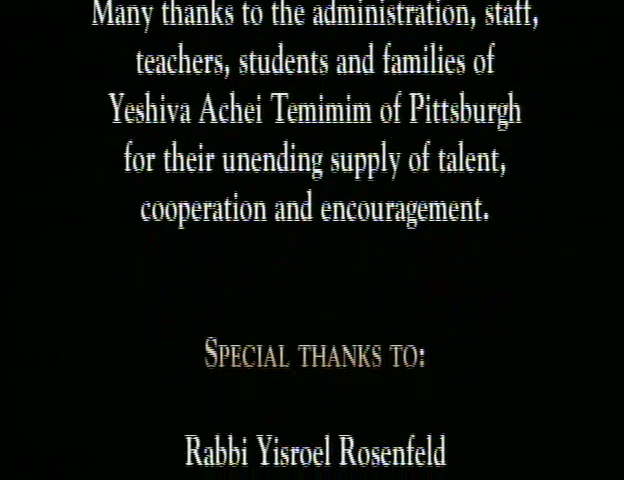 Many thanks to the administration, staff,
teachers, students and families of
Yeshiva Achei Temimim of Pittsburgh
for their unending supply of talent,
cooperation and encouragement.
SPECIAL THANKS TO:
Rabbi Yisroel Rosenfeld